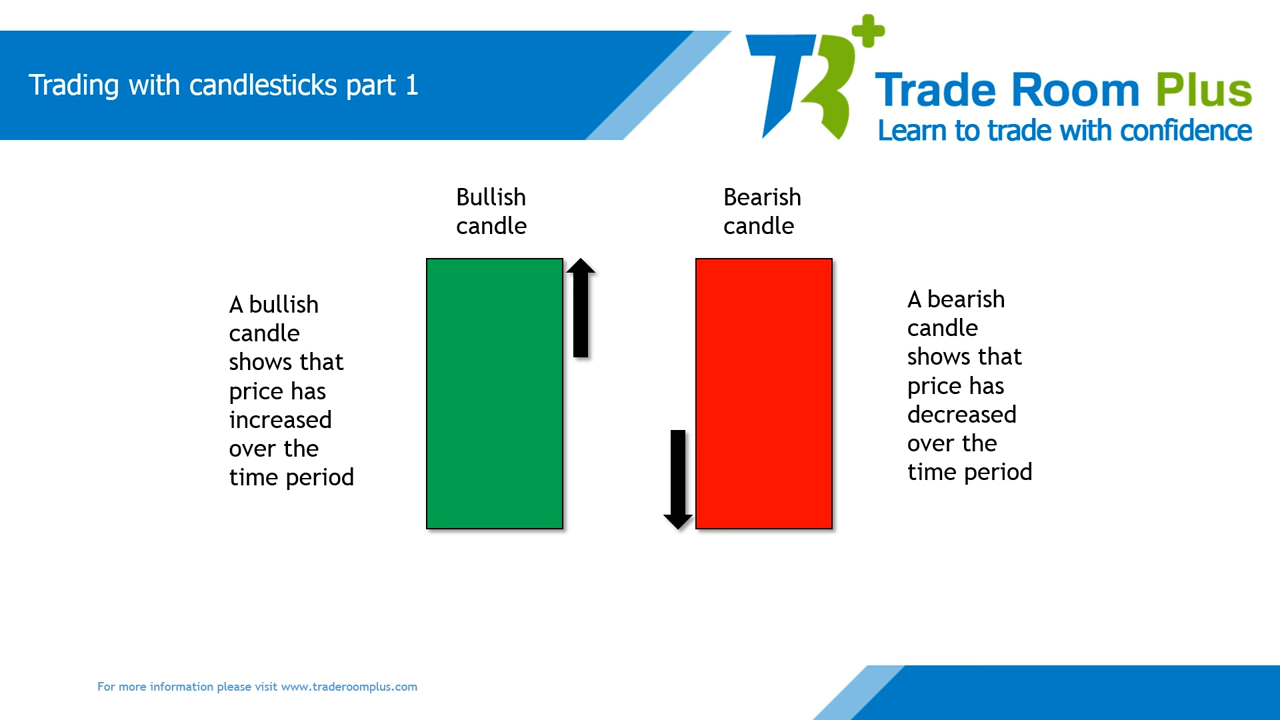 Trading with candlesticks part 1
TR+
Trade Room Plus
Learn to trade with confidence
Bullish
candle
Bearish
candle
A bullish
candle
shows that
price has
increased
over the
time period
A bearish
candle
shows that
price has
decreased
over the
time period
For more information please visit www.traderoomplus.com